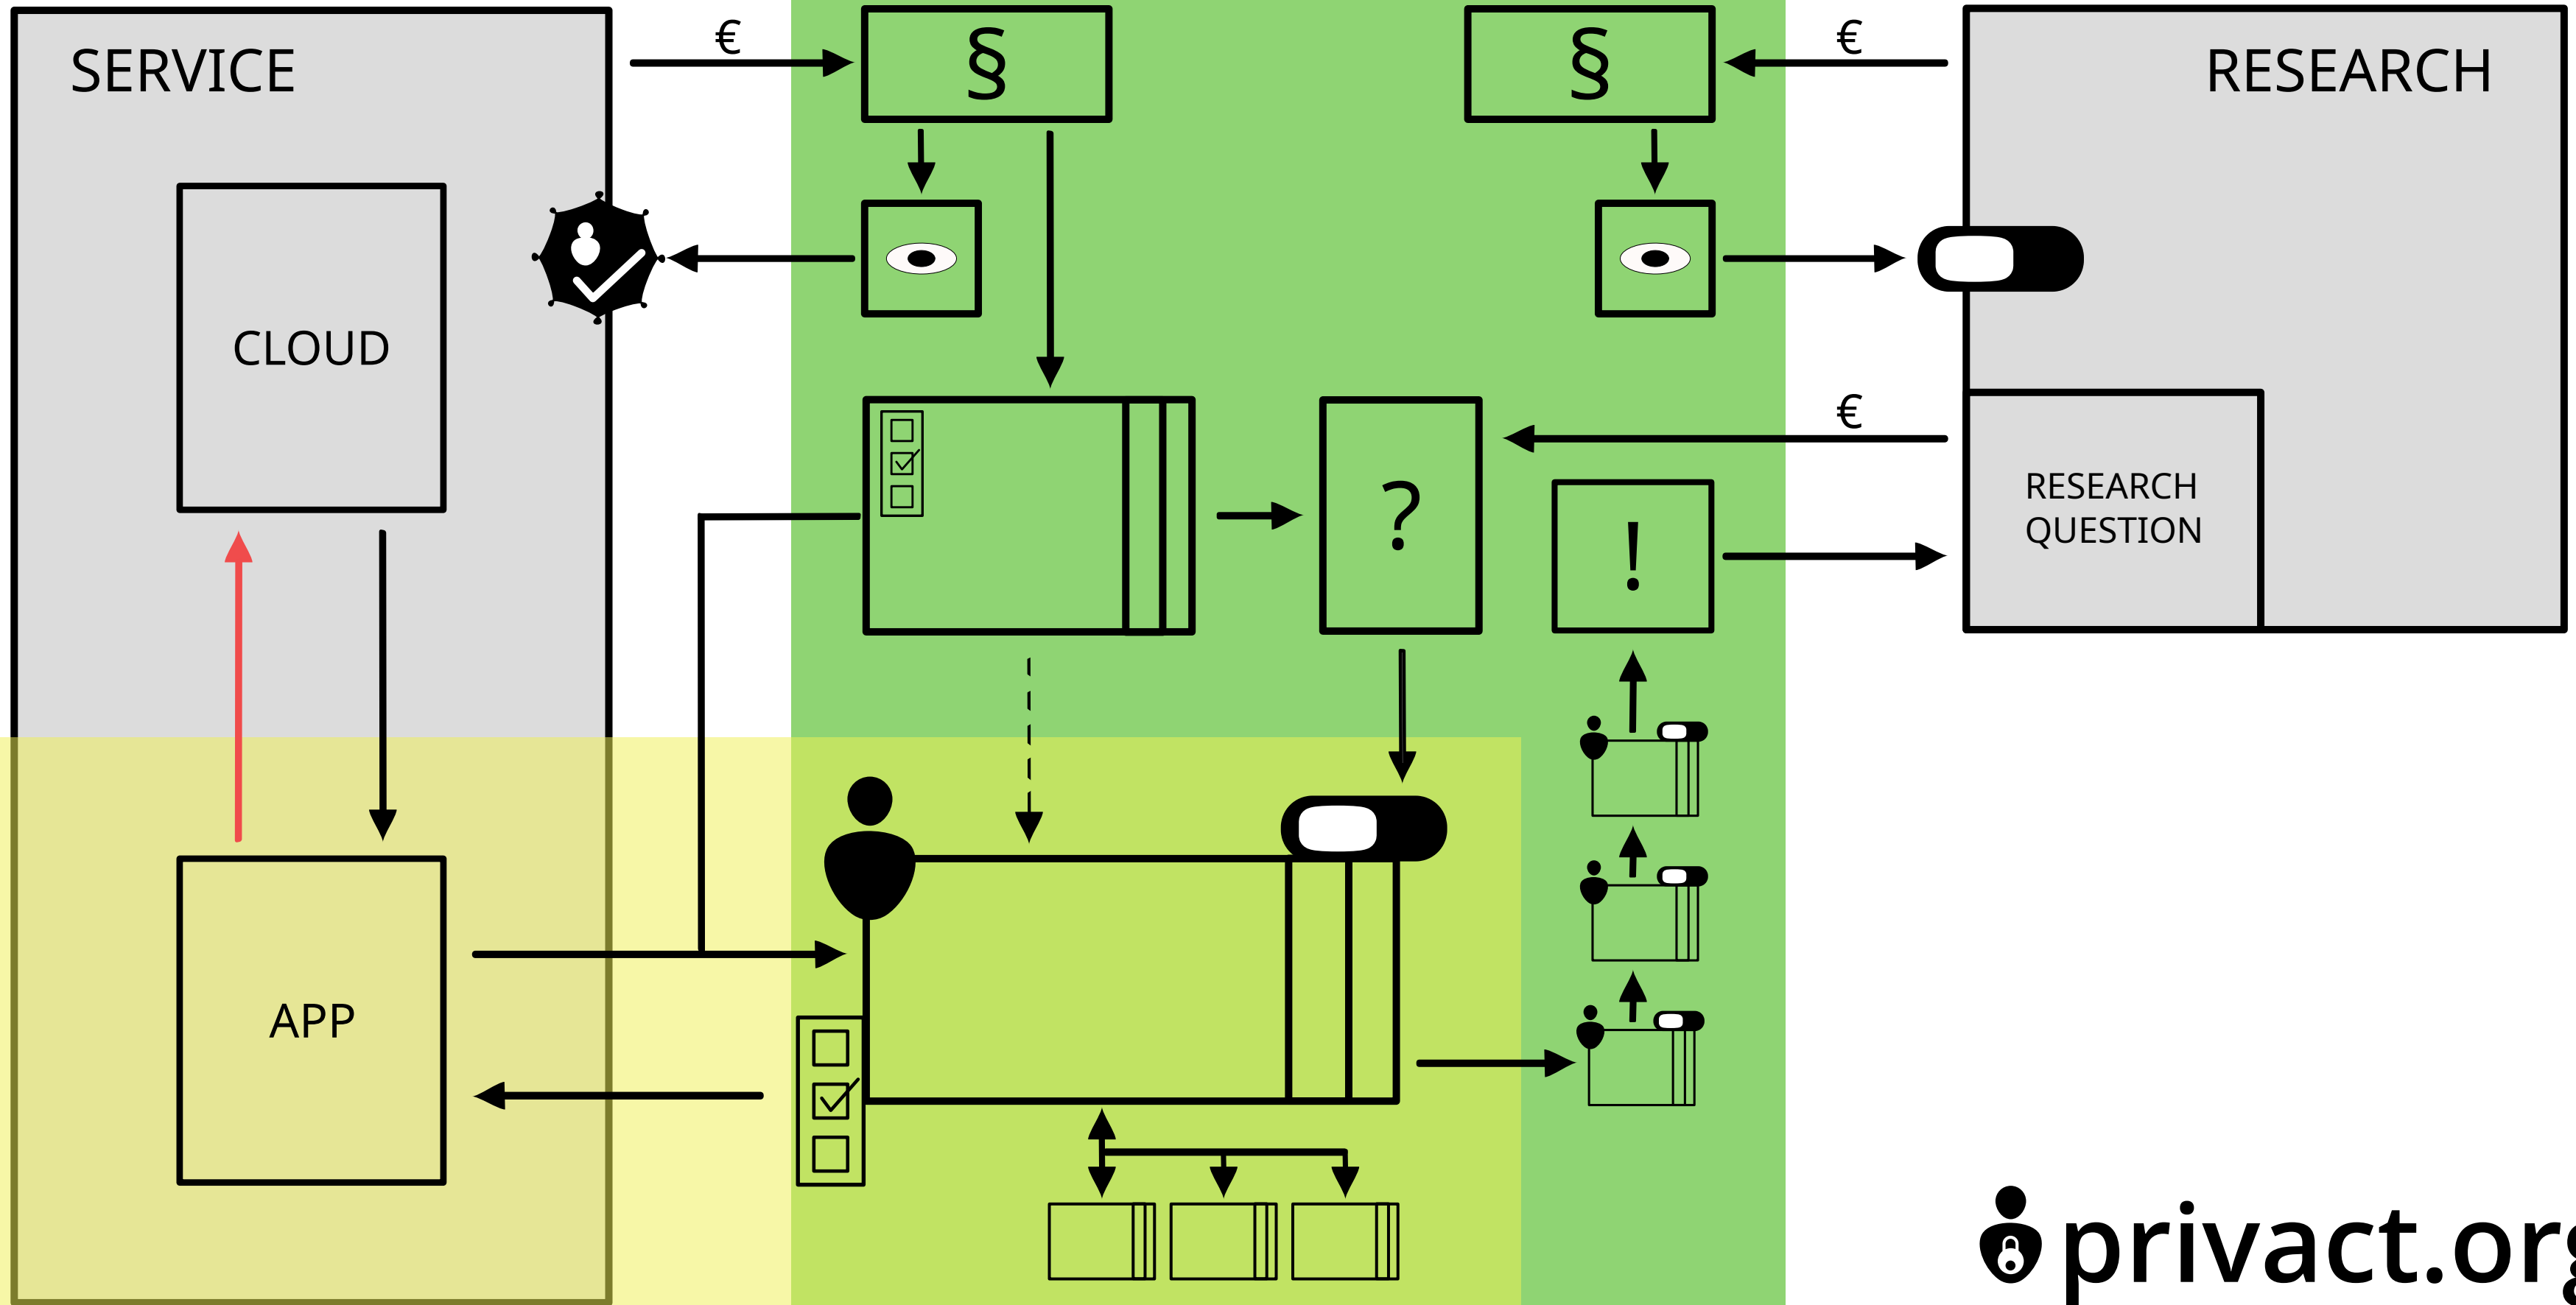 SERVICE
€
§
§
€
RESEARCH
CLOUD
€
?
!
RESEARCH
QUESTION
APP
privact.org